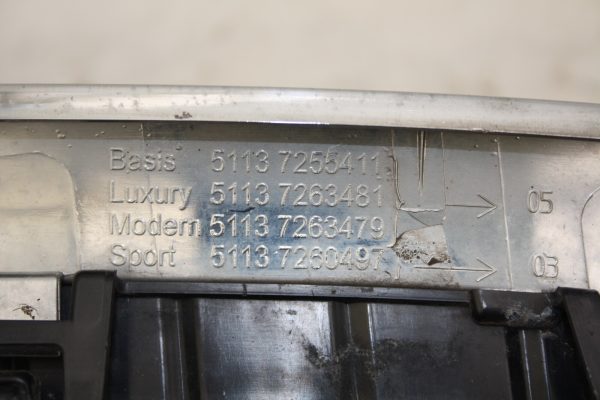 Basis 5113 7255411
Luxury 5113 7263481 → 05
Modern 5113 7263479
Sport 5113 7260497 → 03